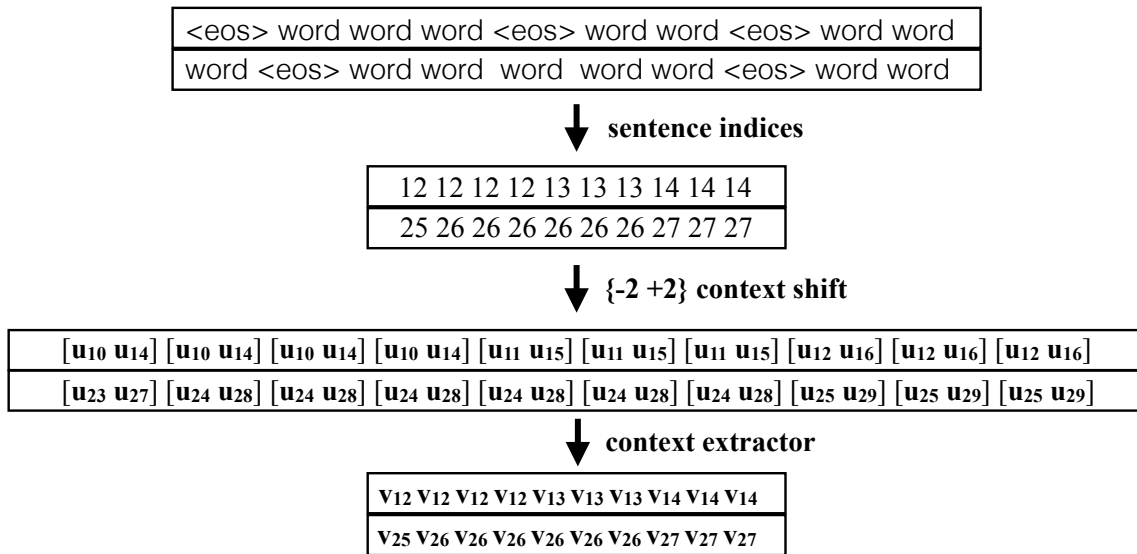 <eos> word word word <eos> word word <eos> word word
word <eos> word word word word word <eos> word word
sentence indices
12 12 12 12 13 13 13 14 14 14
25 26 26 26 26 26 26 27 27 27
{-2 +2} context shift
[u10 u14] [u10 u14] [u10 u14] [u10 u14] [u11 u15] [u11 u15] [u11 u15] [u12 u16] [u12 u16] [u12 u16]
[u23 u27] [u24 u28] [u24 u28] [u24 u28] [u24 u28] [u24 u28] [u24 u28] [u25 u29] [u25 u29] [u25 u29]
context extractor
v12 v12 v12 v12 v13 v13 v13 v14 v14 v14
v25 v26 v26 v26 v26 v26 v26 v27 v27 v27